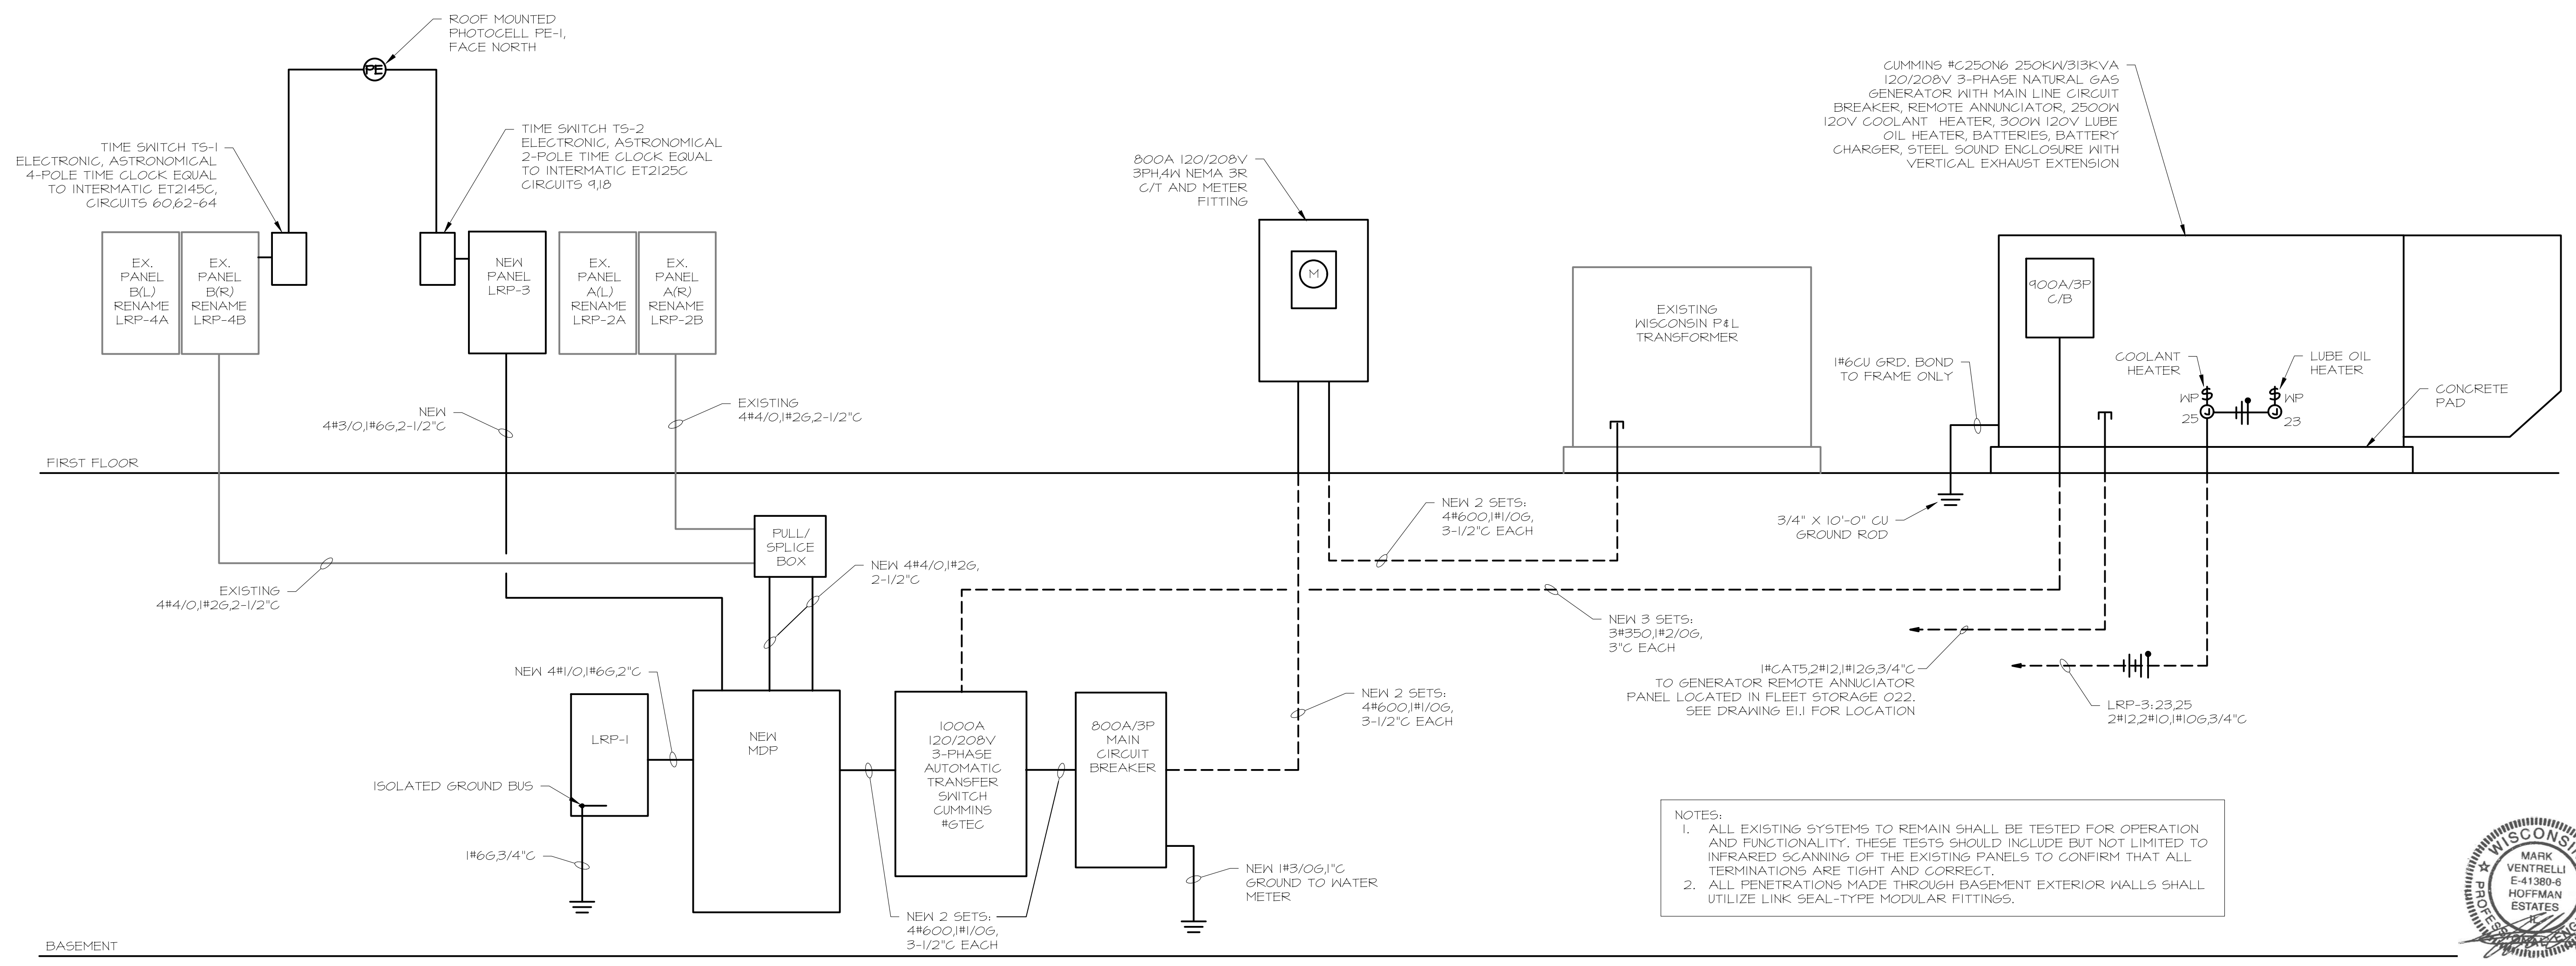 ROOF MOUNTED
PHOTOCELL PE-1,
FACE NORTH
PE
TIME SWITCH TS-1
ELECTRONIC, ASTRONOMICAL
4-POLE TIME CLOCK EQUAL
TO INTERMATIC ET2145C,
CIRCUITS 60,62-64
TIME SWITCH TS-2
ELECTRONIC, ASTRONOMICAL
2-POLE TIME CLOCK EQUAL
TO INTERMATIC ET2125C
CIRCUITS 9,18
EX.
PANEL
B(L)
RENAME
LRP-4A
EX.
PANEL
B(R)
RENAME
LRP-4B
NEW
PANEL
LRP-3
EX.
PANEL
A(L)
RENAME
LRP-2A
EX.
PANEL
A(R)
RENAME
LRP-2B
800A 120/208V
3PH,4W NEMA 3R
C/T AND METER
FITTING
M
EXISTING
WISCONSIN P&L
TRANSFORMER
CUMMINS #C250N6 250KW/313KVA
120/208V 3-PHASE NATURAL GAS
GENERATOR WITH MAIN LINE CIRCUIT
BREAKER, REMOTE ANNUNCIATOR, 2500W
120V COOLANT HEATER, 300W 120V LUBE
OIL HEATER, BATTERIES, BATTERY
CHARGER, STEEL SOUND ENCLOSURE WITH
VERTICAL EXHAUST EXTENSION
900A/3P
C/B
1#6CU GRD. BOND
TO FRAME ONLY
COOLANT
HEATER
LUBE OIL
HEATER
WP
$
$
WP
J
J
25
23
CONCRETE
PAD
NEW
4#3/0,1#6G,2-1/2"C
EXISTING
4#4/0,1#2G,2-1/2"C
FIRST FLOOR
PULL/
SPLICE
BOX
NEW 2 SETS:
4#600,1#1/0G,
3-1/2"C EACH
3/4" X 10'-0" CU
GROUND ROD
EXISTING
4#4/0,1#2G,2-1/2"C
NEW 4#4/0,1#2G,
2-1/2"C
NEW 3 SETS:
3#350,1#2/0G,
3"C EACH
1#CAT5,2#12,1#12G,3/4"C
TO GENERATOR REMOTE ANNUCIATOR
PANEL LOCATED IN FLEET STORAGE 022.
SEE DRAWING E1.1 FOR LOCATION
LRP-3:23,25
2#12,2#10,1#10G,3/4"C
NEW 4#1/0,1#6G,2"C
LRP-1
ISOLATED GROUND BUS
1#6G,3/4"C
NEW
MDP
1000A
120/208V
3-PHASE
AUTOMATIC
TRANSFER
SWITCH
CUMMINS
#GTEC
800A/3P
MAIN
CIRCUIT
BREAKER
NEW 2 SETS:
4#600,1#1/0G,
3-1/2"C EACH
NEW 2 SETS:
4#600,1#1/0G,
3-1/2"C EACH
NEW 1#3/0G,1"C
GROUND TO WATER
METER
NOTES:
1. ALL EXISTING SYSTEMS TO REMAIN SHALL BE TESTED FOR OPERATION
AND FUNCTIONALITY. THESE TESTS SHOULD INCLUDE BUT NOT LIMITED TO
INFRARED SCANNING OF THE EXISTING PANELS TO CONFIRM THAT ALL
TERMINATIONS ARE TIGHT AND CORRECT.
2. ALL PENETRATIONS MADE THROUGH BASEMENT EXTERIOR WALLS SHALL
UTILIZE LINK SEAL-TYPE MODULAR FITTINGS.
WISCONSIN
MARK
VENTRELLI
E-41380-6
HOFFMAN
ESTATES
BASEMENT